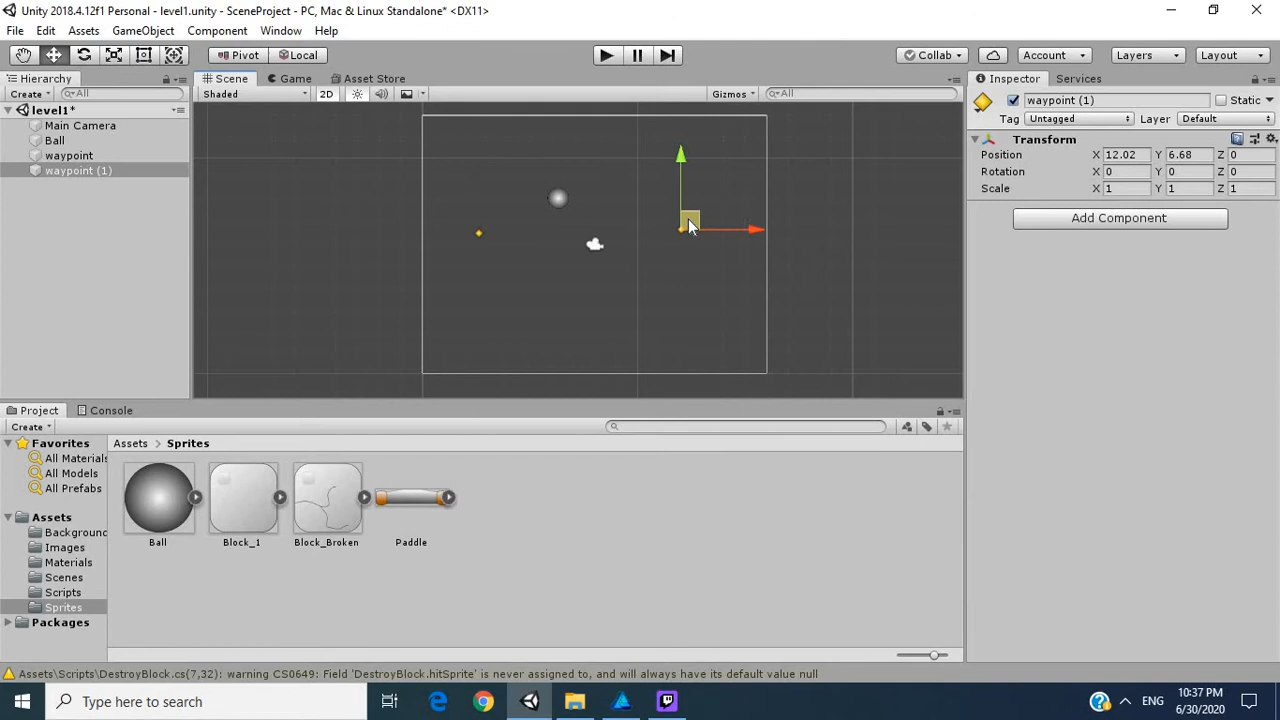 Unity 2018.4.12f1 Personal - level1.unity - SceneProject - PC, Mac & Linux Standalone* <DX11>
File Edit Assets GameObject Component Window Help
Pivot Local Collab Account Layers Layout
Hierarchy
Create All
level1*
Main Camera
Ball
waypoint
waypoint (1)
Scene Game Asset Store
Shaded 2D Gizmos All
Inspector Services
waypoint (1) Static
Tag Untagged Layer Default
Transform
Position X 12.02 Y 6.68 Z 0
Rotation X 0 Y 0 Z 0
Scale X 1 Y 1 Z 1
Add Component
Project Console
Create
Favorites
All Materials
All Models
All Prefabs
Assets
Background
Images
Materials
Scenes
Scripts
Sprites
Packages
Assets > Sprites
Ball Block_1 Block_Broken Paddle
Assets\Scripts\DestroyBlock.cs(7,32): warning CS0649: Field 'DestroyBlock.hitSprite' is never assigned to, and will always have its default value null
Type here to search
ENG
10:37 PM
6/30/2020